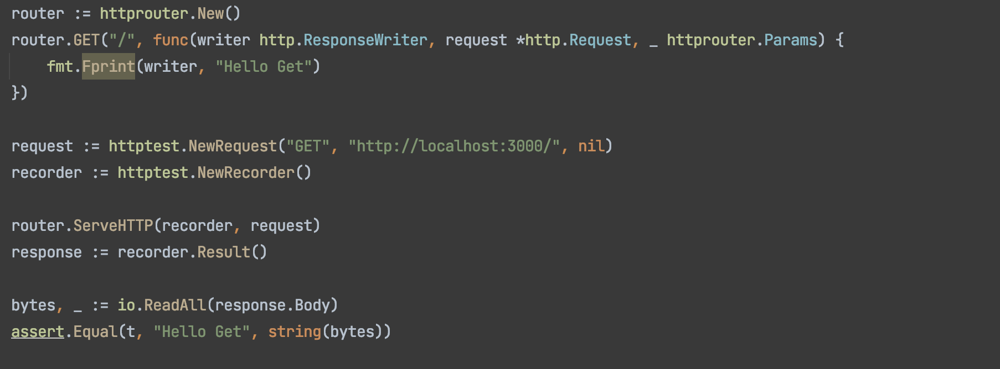 router := httprouter.New()
router.GET("/", func(writer http.ResponseWriter, request *http.Request, _ httprouter.Params) {
    fmt.Fprint(writer, "Hello Get")
})
request := httptest.NewRequest("GET", "http://localhost:3000/", nil)
recorder := httptest.NewRecorder()
router.ServeHTTP(recorder, request)
response := recorder.Result()
bytes, _ := io.ReadAll(response.Body)
assert.Equal(t, "Hello Get", string(bytes))